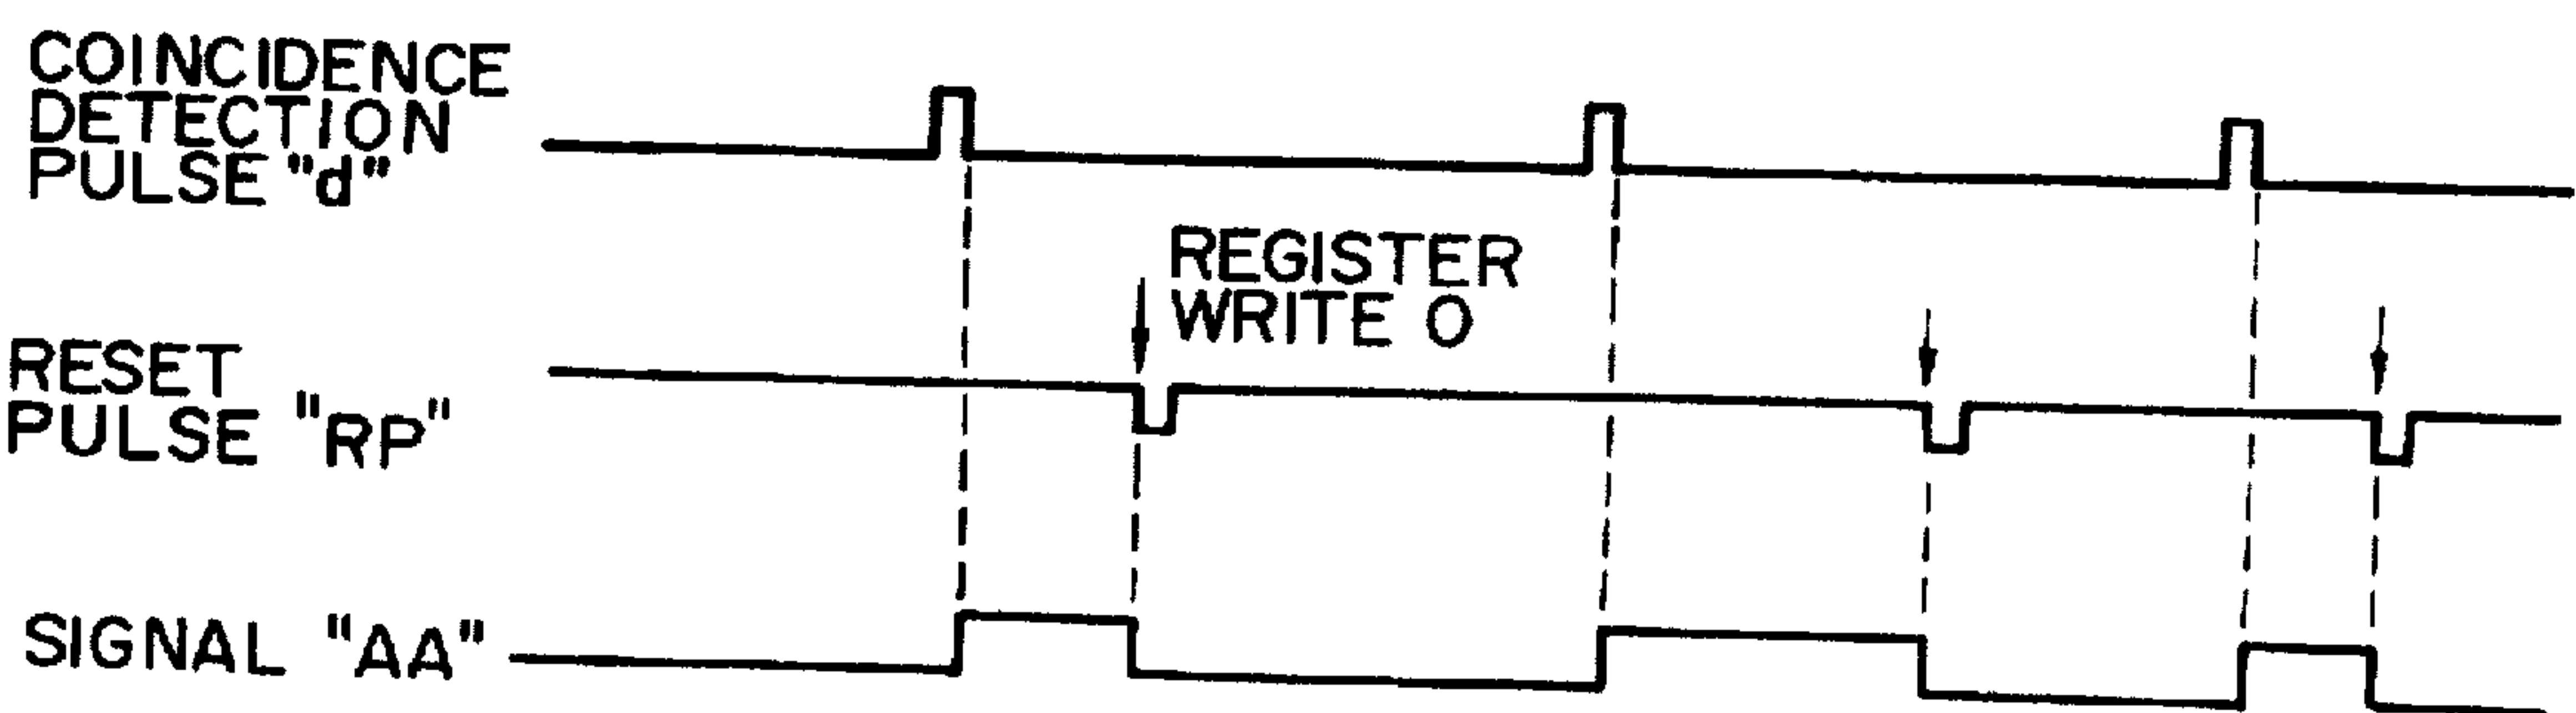 COINCIDENCE
DETECTION
PULSE "d"
REGISTER
WRITE 0
RESET
PULSE "RP"
SIGNAL "AA"